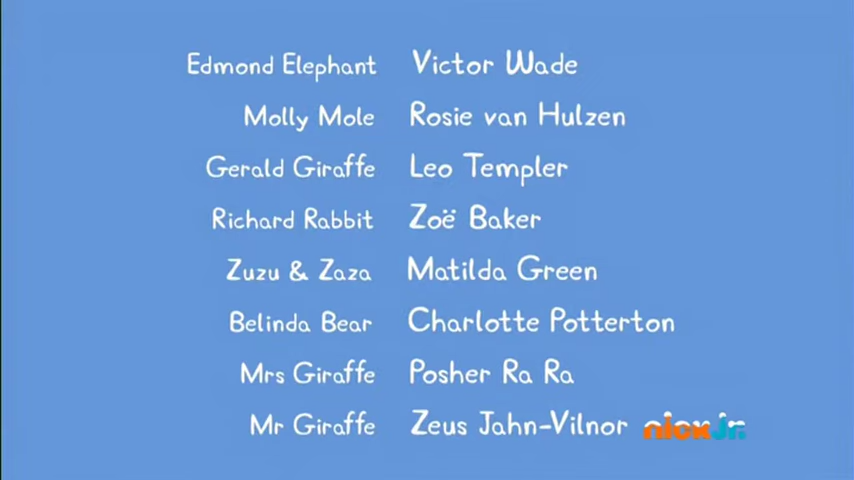 Edmond Elephant Victor Wade
Molly Mole Rosie van Hulzen
Gerald Giraffe Leo Templer
Richard Rabbit Zoë Baker
Zuzu & Zaza Matilda Green
Belinda Bear Charlotte Potterton
Mrs Giraffe Posher Ra Ra
Mr Giraffe Zeus Jahn-Vilnor nick jr.